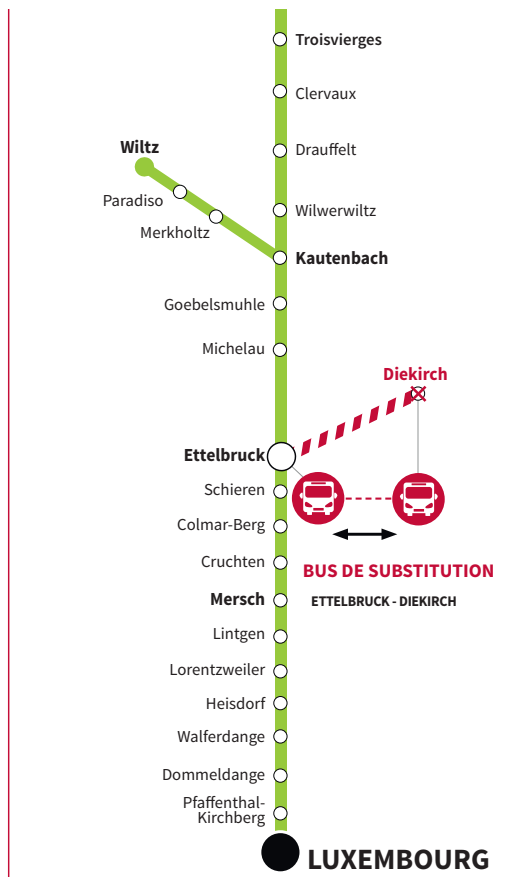 Troisvierges
Clervaux
Drauffelt
Wiltz
Paradiso
Wilwerwiltz
Merkholtz
Kautenbach
Goebelsmuhle
Michelau
Diekirch
Ettelbruck
Schieren
Colmar-Berg
Cruchten
BUS DE SUBSTITUTION
Mersch
ETTELBRUCK - DIEKIRCH
Lintgen
Lorentzweiler
Heisdorf
Walferdange
Dommeldange
Pfaffenthal-
Kirchberg
LUXEMBOURG